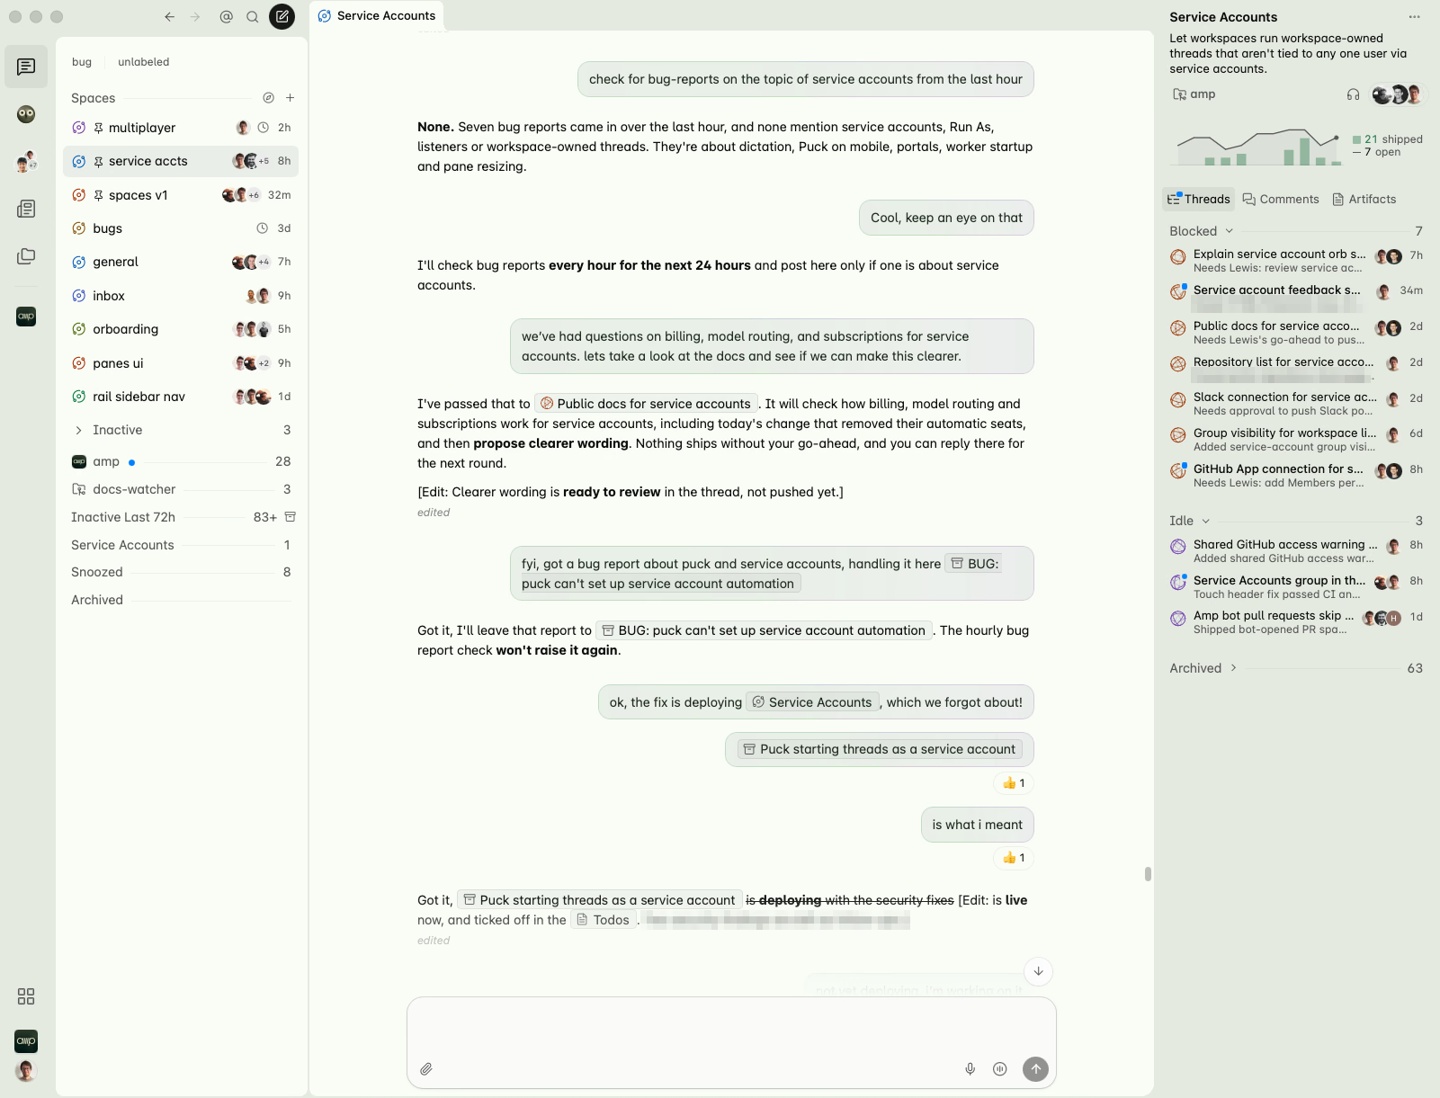 Service Accounts
bug
unlabeled
Spaces
multiplayer
2h
service accts
+5
8h
spaces v1
+6
32m
bugs
3d
general
+4
7h
inbox
9h
orboarding
5h
panes ui
+2
9h
rail sidebar nav
1d
Inactive
3
amp
28
docs-watcher
3
Inactive Last 72h
83+
Service Accounts
1
Snoozed
8
Archived
+7
amp
amp
check for bug-reports on the topic of service accounts from the last hour
None. Seven bug reports came in over the last hour, and none mention service accounts, Run As,
listeners or workspace-owned threads. They're about dictation, Puck on mobile, portals, worker startup
and pane resizing.
Cool, keep an eye on that
I'll check bug reports every hour for the next 24 hours and post here only if one is about service
accounts.
we've had questions on billing, model routing, and subscriptions for service
accounts. lets take a look at the docs and see if we can make this clearer.
I've passed that to Public docs for service accounts. It will check how billing, model routing and
subscriptions work for service accounts, including today's change that removed their automatic seats,
and then propose clearer wording. Nothing ships without your go-ahead, and you can reply there for
the next round.
[Edit: Clearer wording is ready to review in the thread, not pushed yet.]
edited
fyi, got a bug report about puck and service accounts, handling it here BUG:
puck can't set up service account automation
Got it, I'll leave that report to BUG: puck can't set up service account automation. The hourly bug
report check won't raise it again.
ok, the fix is deploying Service Accounts, which we forgot about!
Puck starting threads as a service account
👍 1
is what i meant
👍 1
Got it, Puck starting threads as a service account is deploying with the security fixes [Edit: is live
now, and ticked off in the Todos.
edited
not yet deploying, i'm working on it
Service Accounts
Let workspaces run workspace-owned
threads that aren't tied to any one user via
service accounts.
amp
21 shipped
7 open
Threads
Comments
Artifacts
Blocked
7
Explain service account orb s...
7h
Needs Lewis: review service ac...
Service account feedback s...
34m
Public docs for service acco...
2d
Needs Lewis's go-ahead to pus...
Repository list for service acco...
2d
Slack connection for service ac...
2d
Needs approval to push Slack po...
Group visibility for workspace li...
6d
Added service-account group visi...
GitHub App connection for s...
8h
Needs Lewis: add Members per...
Idle
3
Shared GitHub access warning ...
8h
Added shared GitHub access war...
Service Accounts group in th...
8h
Touch header fix passed CI an...
Amp bot pull requests skip ...
H
1d
Shipped bot-opened PR spa...
Archived
63